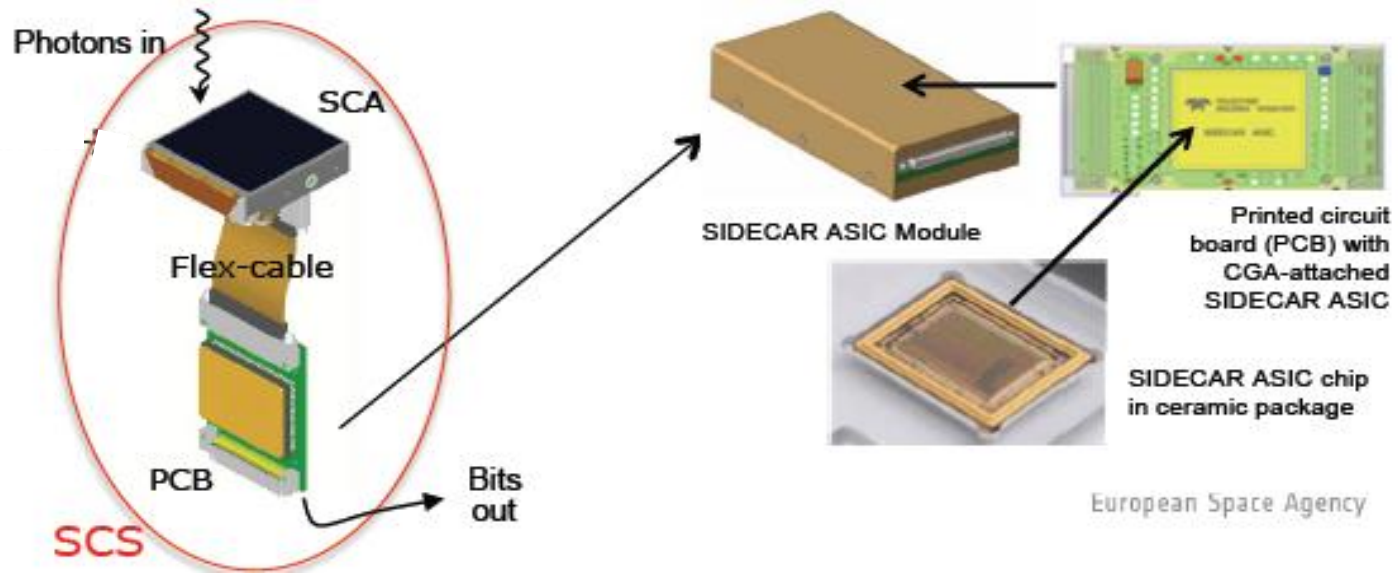 Photons in
SCA
Flex-cable
PCB
Bits
out
SCS
SIDECAR ASIC Module
Printed circuit
board (PCB) with
CGA-attached
SIDECAR ASIC
SIDECAR ASIC
SIDECAR ASIC chip
in ceramic package
European Space Agency